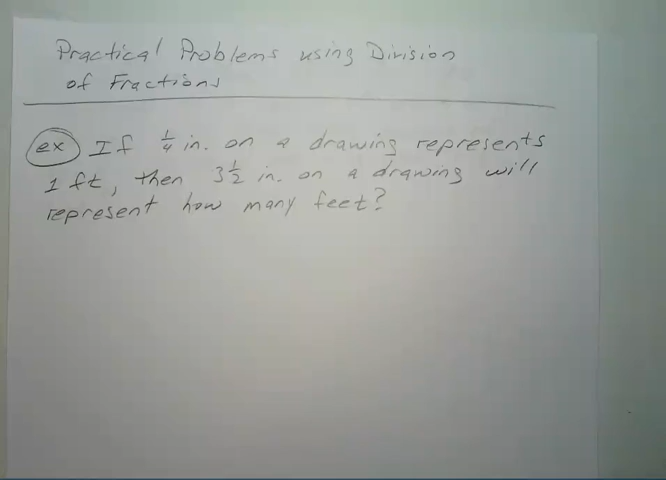 Practical Problems using Division
of Fractions
ex If 1/4 in. on a drawing represents
1 ft, then 3 1/2 in. on a drawing will
represent how many feet?